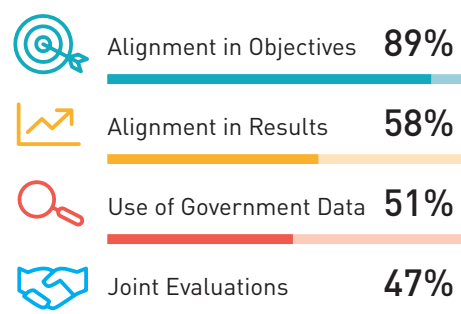 Alignment in Objectives 89%
Alignment in Results 58%
Use of Government Data 51%
Joint Evaluations 47%